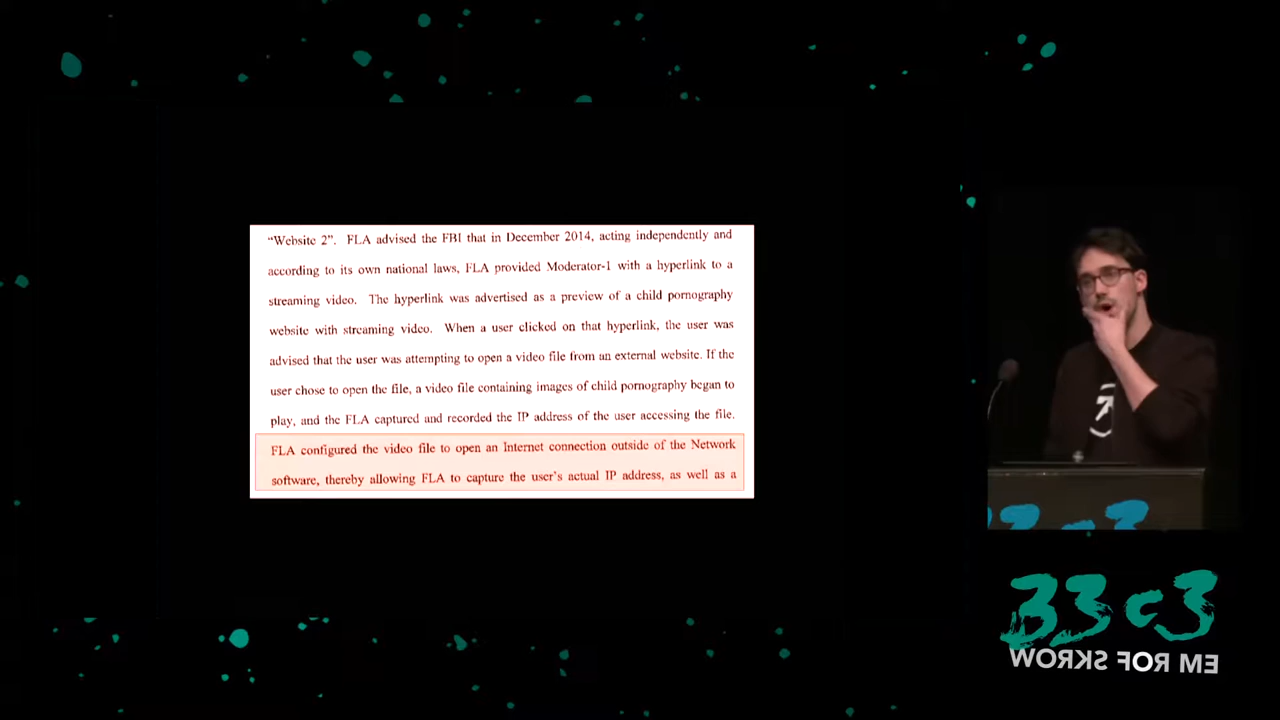 “Website 2”.  FLA advised the FBI that in December 2014, acting independently and
according to its own national laws, FLA provided Moderator-1 with a hyperlink to a
streaming video.  The hyperlink was advertised as a preview of a child pornography
website with streaming video.  When a user clicked on that hyperlink, the user was
advised that the user was attempting to open a video file from an external website. If the
user chose to open the file, a video file containing images of child pornography began to
play, and the FLA captured and recorded the IP address of the user accessing the file.
FLA configured the video file to open an Internet connection outside of the Network
software, thereby allowing FLA to capture the user’s actual IP address, as well as a
33c3
WORKS FOR ME